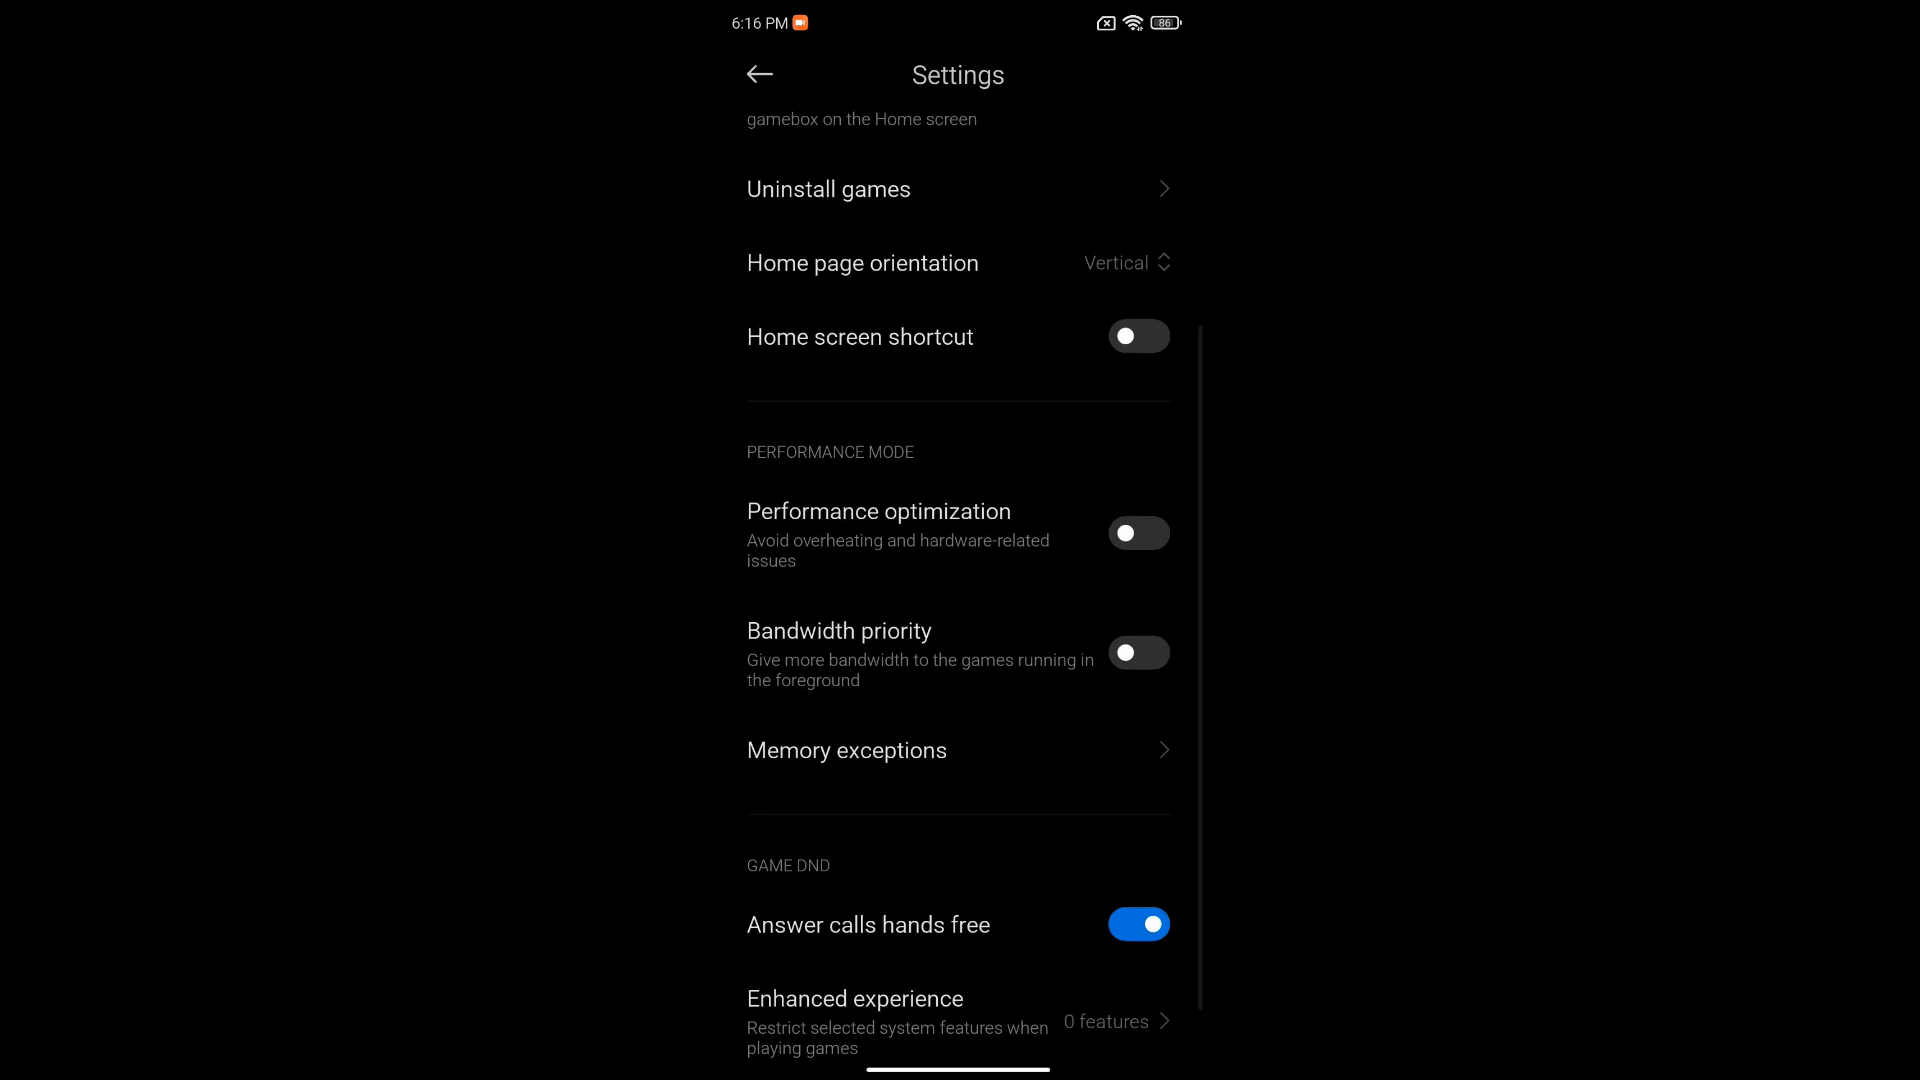 6:16 PM
86
Settings
gamebox on the Home screen
Uninstall games
Home page orientation
Vertical
Home screen shortcut
PERFORMANCE MODE
Performance optimization
Avoid overheating and hardware-related
issues
Bandwidth priority
Give more bandwidth to the games running in
the foreground
Memory exceptions
GAME DND
Answer calls hands free
Enhanced experience
Restrict selected system features when
playing games
0 features